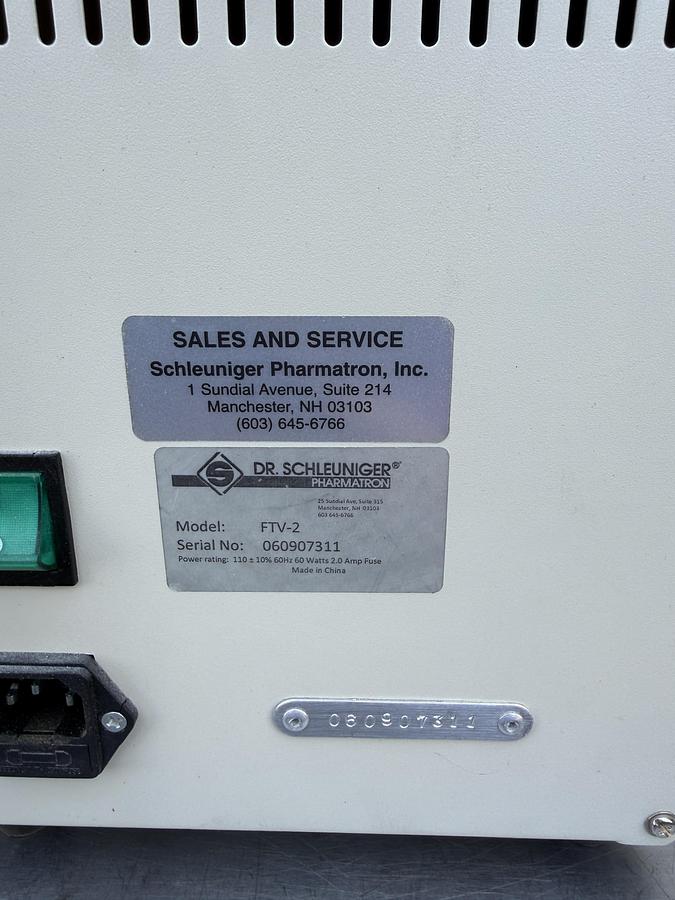 SALES AND SERVICE
Schleuniger Pharmatron, Inc.
1 Sundial Avenue, Suite 214
Manchester, NH 03103
(603) 645-6766
S DR. SCHLEUNIGER®
PHARMATRON
25 Sundial Ave, Suite 315
Manchester, NH 03103
603 645-6766
Model: FTV-2
Serial No: 060907311
Power rating: 110 ± 10% 60Hz 60 Watts 2.0 Amp Fuse
Made in China
060907311